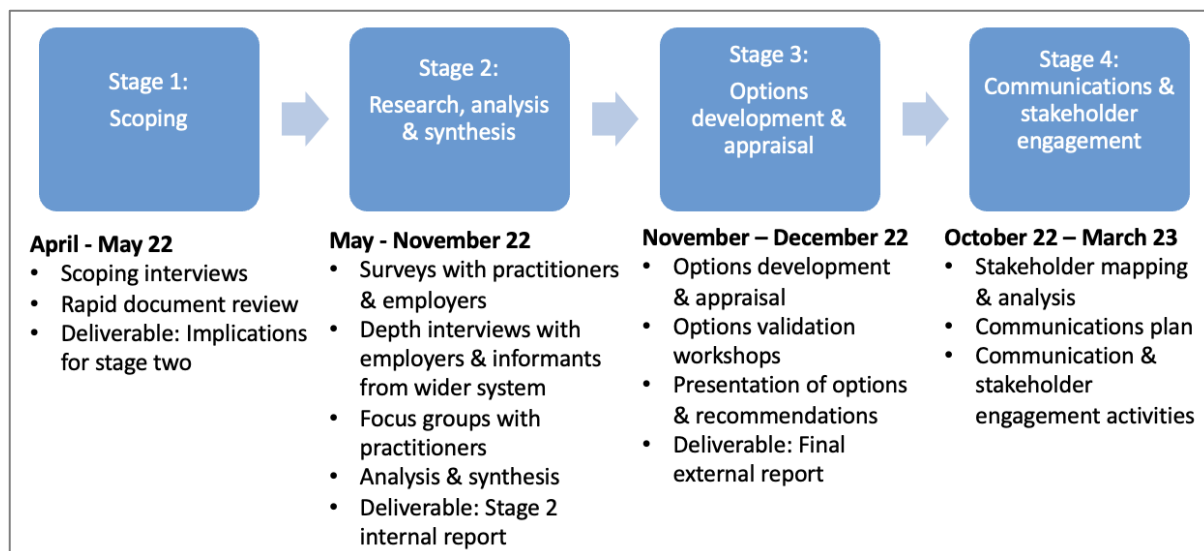 Stage 1:
Scoping
Stage 2:
Research, analysis
& synthesis
Stage 3:
Options
development &
appraisal
Stage 4:
Communications &
stakeholder
engagement
April - May 22
• Scoping interviews
• Rapid document review
• Deliverable: Implications
for stage two
May - November 22
• Surveys with practitioners
& employers
• Depth interviews with
employers & informants
from wider system
• Focus groups with
practitioners
• Analysis & synthesis
• Deliverable: Stage 2
internal report
November – December 22
• Options development
& appraisal
• Options validation
workshops
• Presentation of options
& recommendations
• Deliverable: Final
external report
October 22 – March 23
• Stakeholder mapping
& analysis
• Communications plan
• Communication &
stakeholder
engagement activities